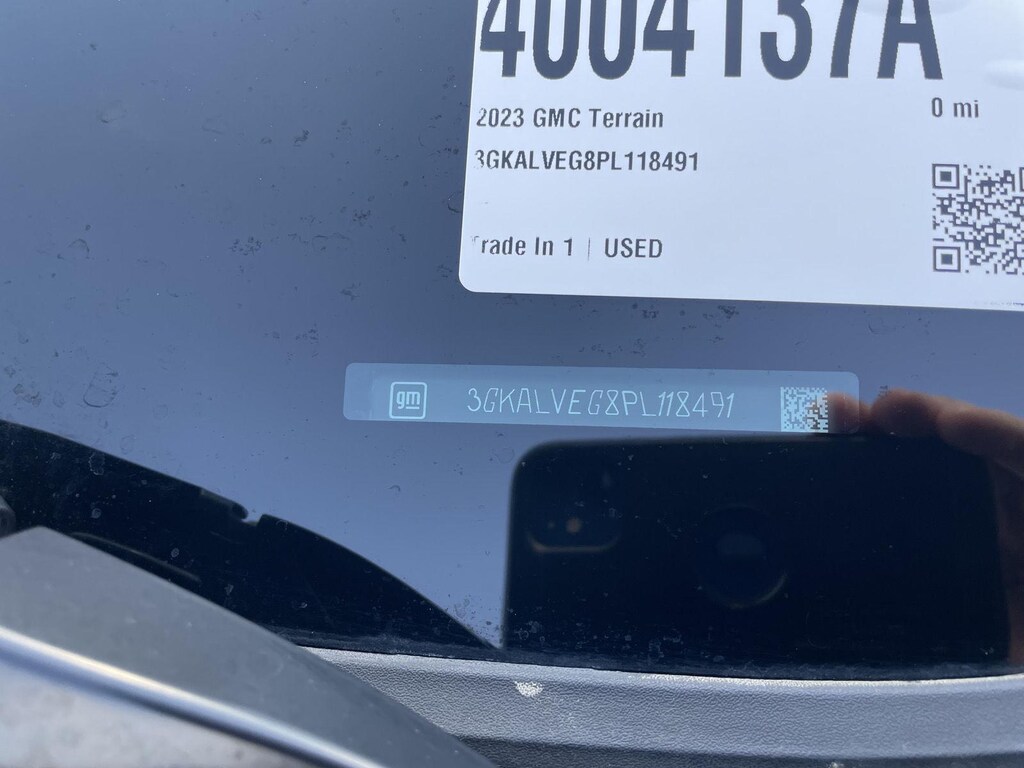 4004137A
2023 GMC Terrain
0 mi
3GKALVEG8PL118491
Trade In 1 | USED
gm 3GKALVEG8PL118491